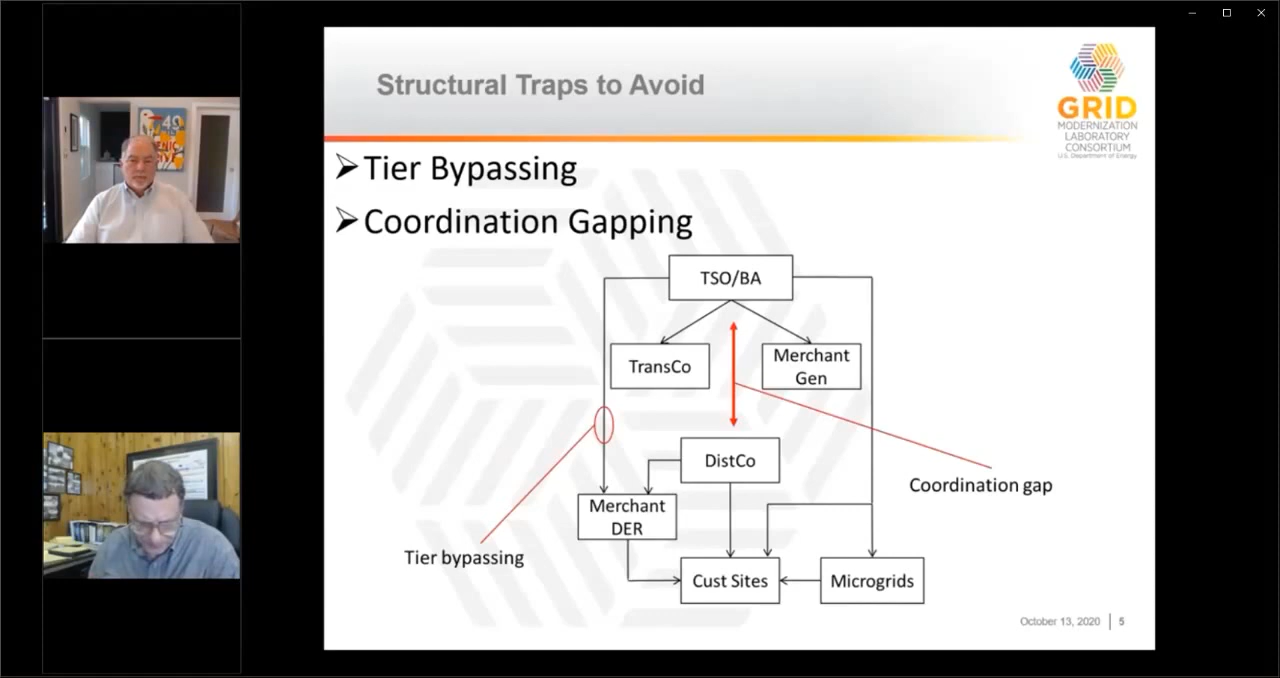 Structural Traps to Avoid
GRID
MODERNIZATION
LABORATORY
CONSORTIUM
U.S. Department of Energy
Tier Bypassing
Coordination Gapping
TSO/BA
TransCo
Merchant
Gen
DistCo
Coordination gap
Merchant
DER
Tier bypassing
Cust Sites
Microgrids
October 13, 2020
5